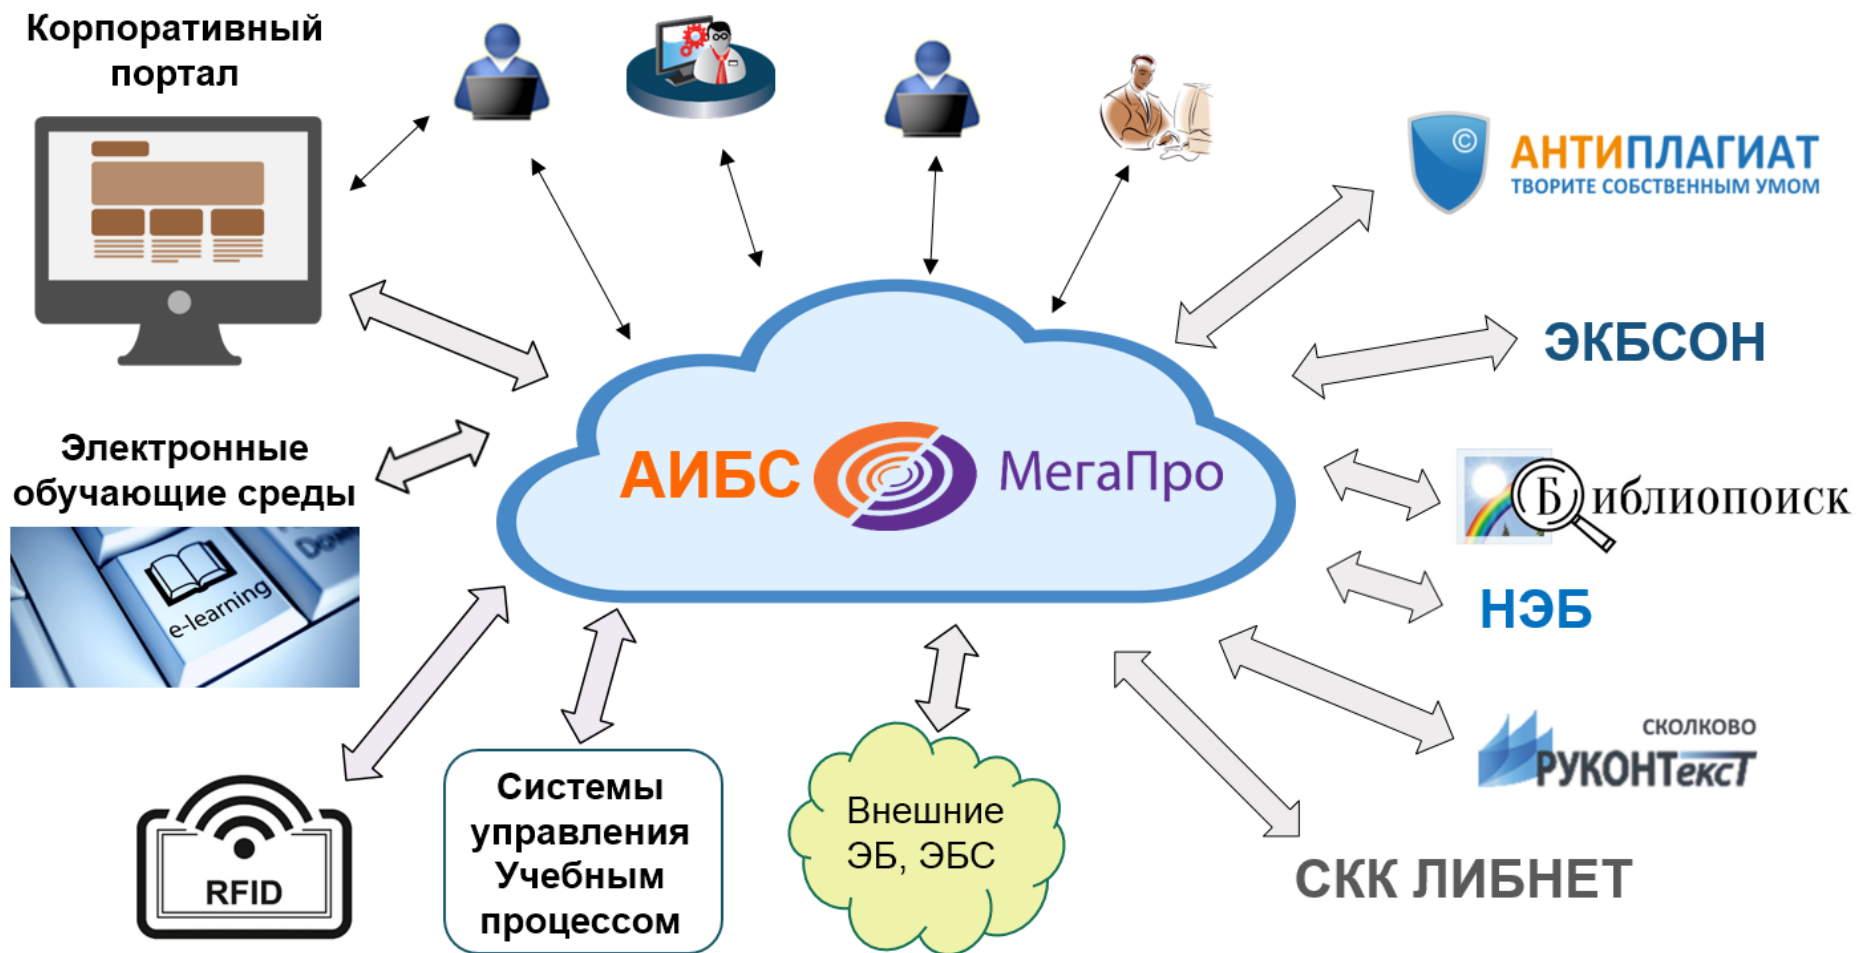 Корпоративный
портал
©
АНТИПЛАГИАТ
ТВОРИТЕ СОБСТВЕННЫМ УМОМ
ЭКБСОН
Электронные
обучающие среды
e-learning
АИБС МегаПро
Библиопоиск
НЭБ
СКОЛКОВО
РУКОНТексТ
RFID
Системы
управления
Учебным
процессом
Внешние
ЭБ, ЭБС
СКК ЛИБНЕТ